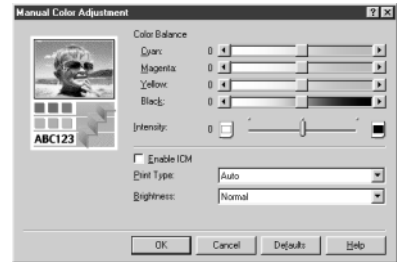 Manual Color Adjustment
Color Balance
Cyan: 0
Magenta: 0
Yellow: 0
Black: 0
Intensity: 0
ABC123
Enable ICM
Print Type: Auto
Brightness: Normal
OK Cancel Defaults Help